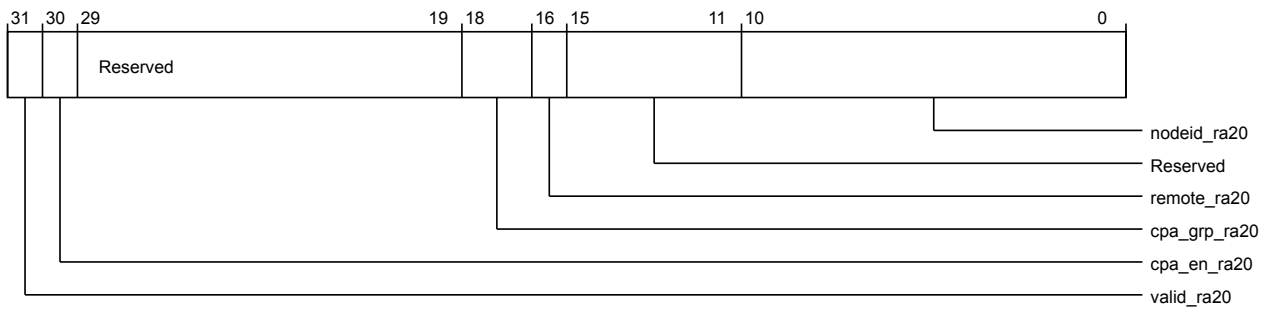 31 30 29 19 18 16 15 11 10 0
Reserved
nodeid_ra20
Reserved
remote_ra20
cpa_grp_ra20
cpa_en_ra20
valid_ra20